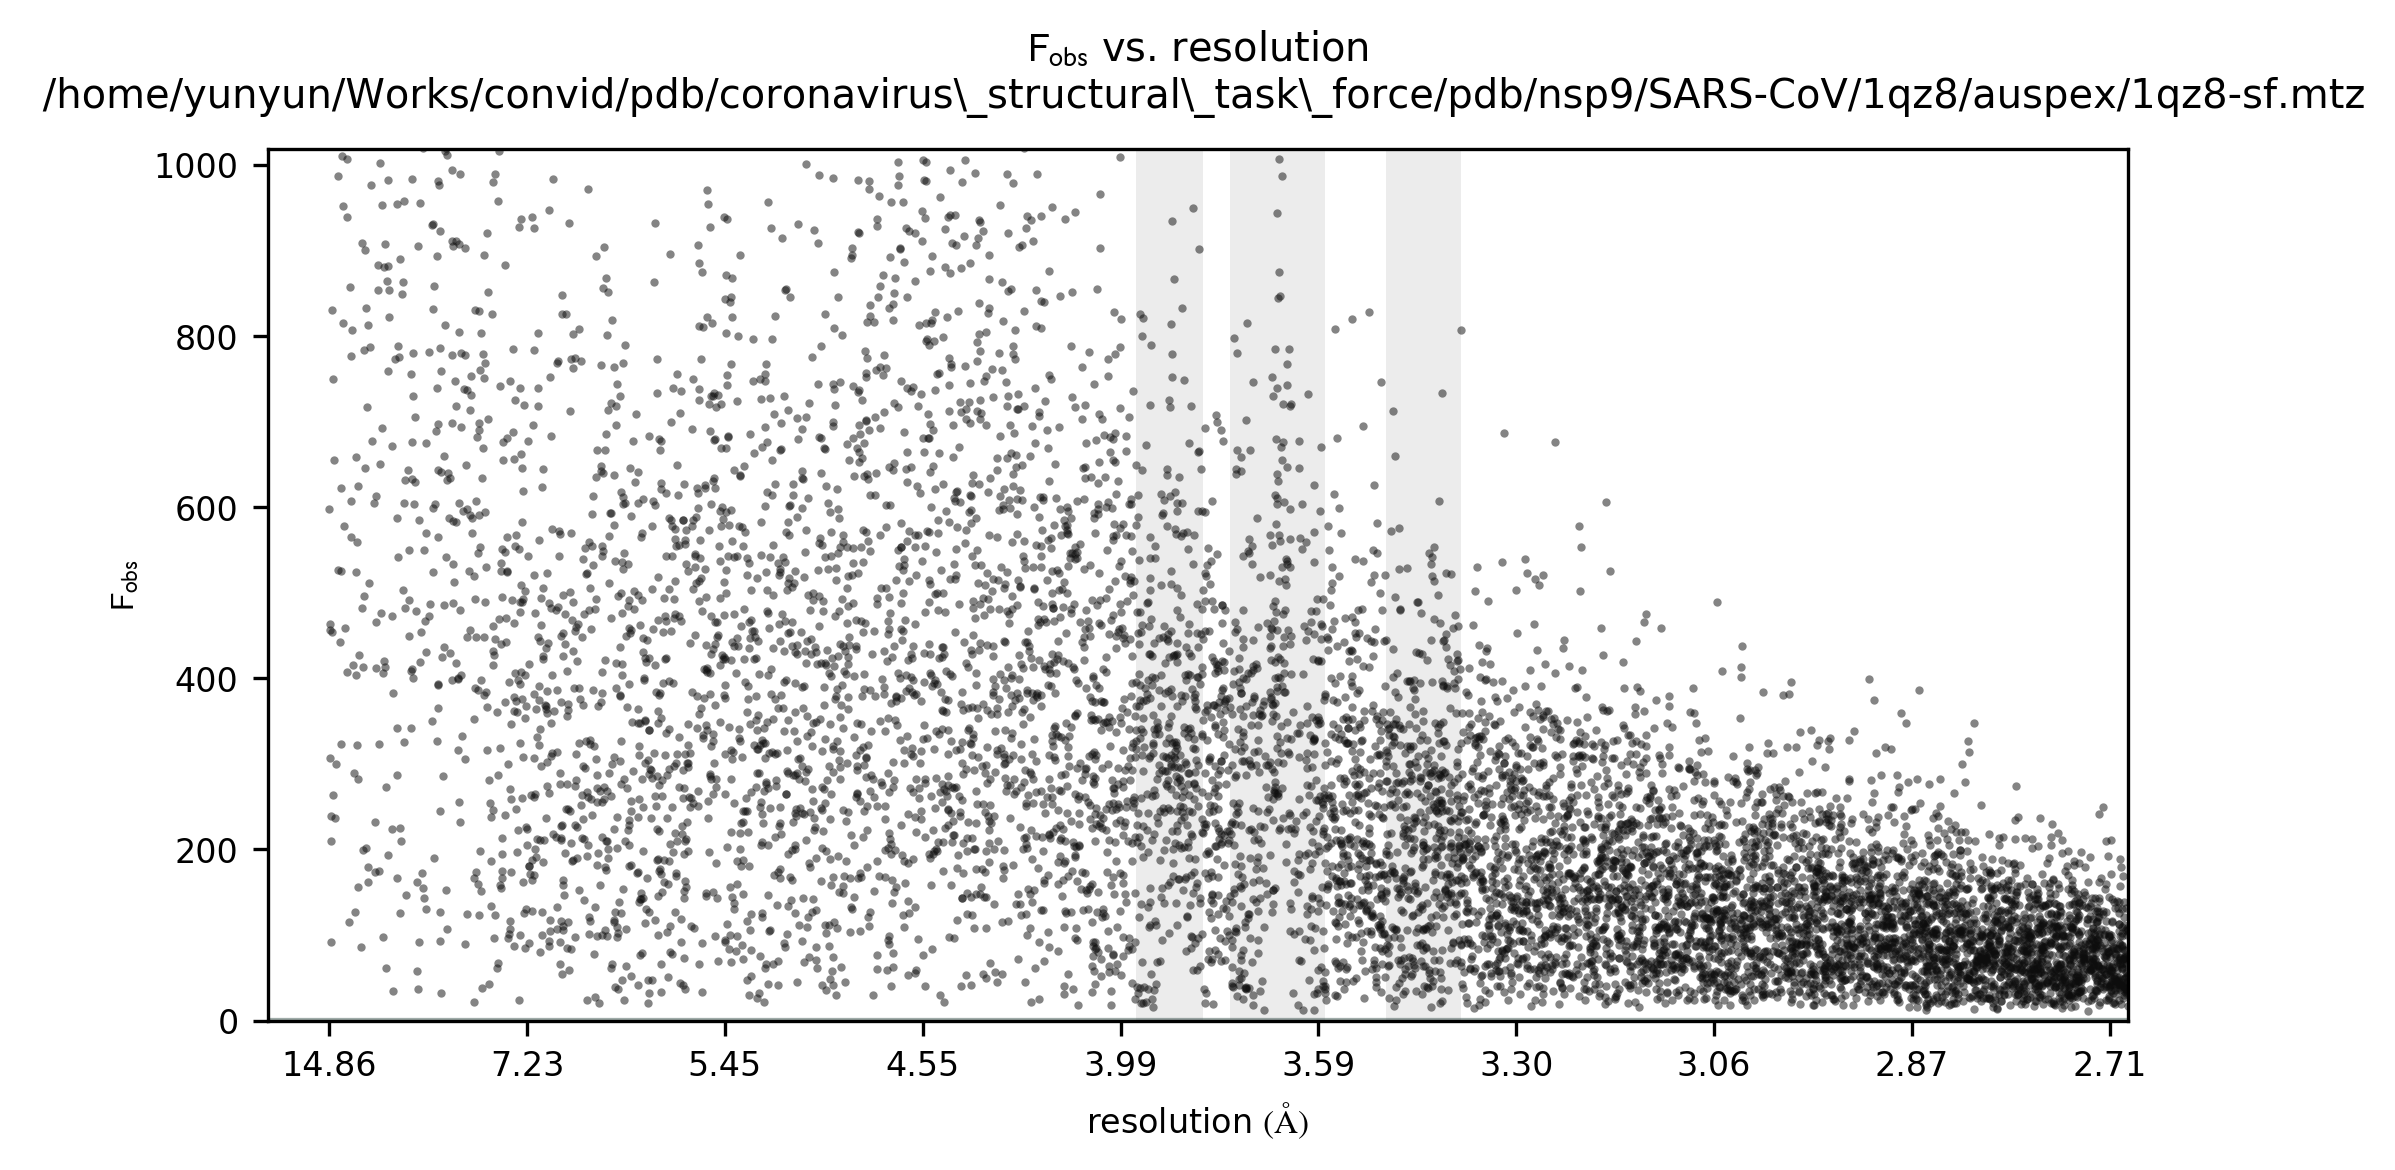 Fobs vs. resolution
/home/yunyun/Works/convid/pdb/coronavirus\_structural\_task\_force/pdb/nsp9/SARS-CoV/1qz8/auspex/1qz8-sf.mtz
1000
800
600
400
200
0
Fobs
14.86 7.23 5.45 4.55 3.99 3.59 3.30 3.06 2.87 2.71
resolution (Å)